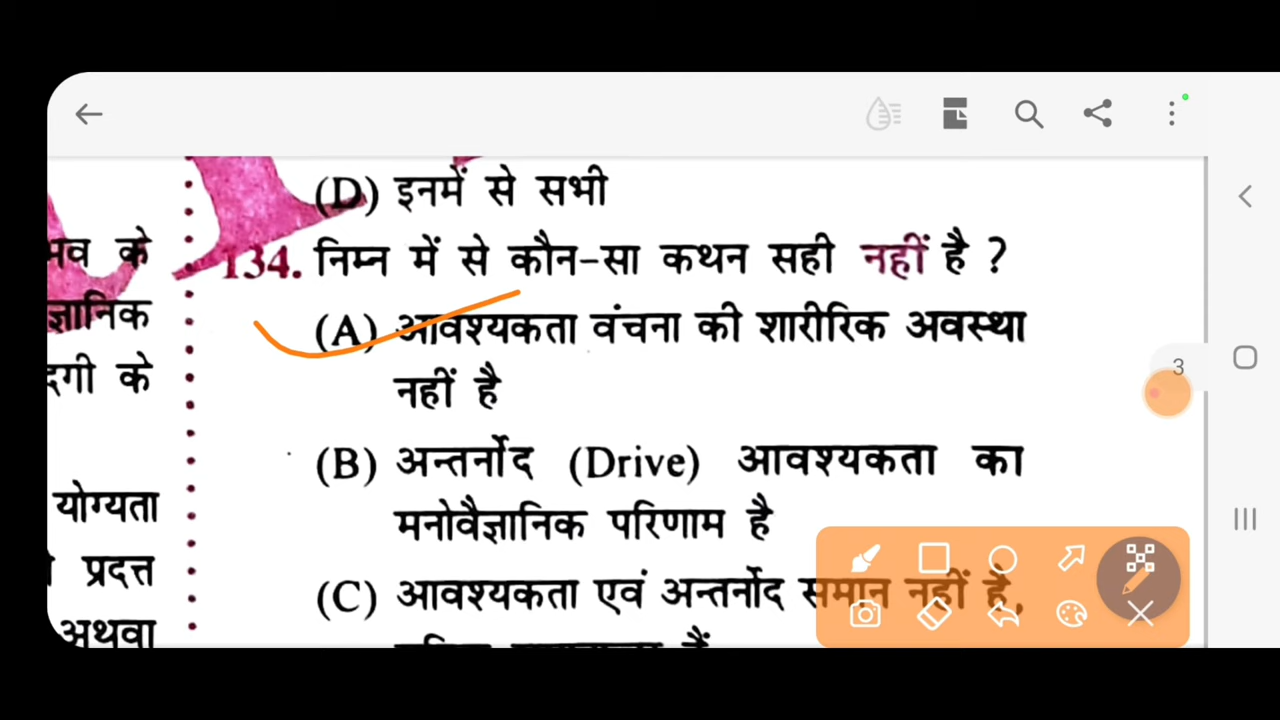 (D) इनमें से सभी
134. निम्न में से कौन-सा कथन सही नहीं है ?
(A) आवश्यकता वंचना की शारीरिक अवस्था
नहीं है
(B) अन्तर्नोद (Drive) आवश्यकता का
मनोवैज्ञानिक परिणाम है
(C) आवश्यकता एवं अन्तर्नोद समान नहीं है,
के
योग्यता
प्रदत्त
अथवा
3